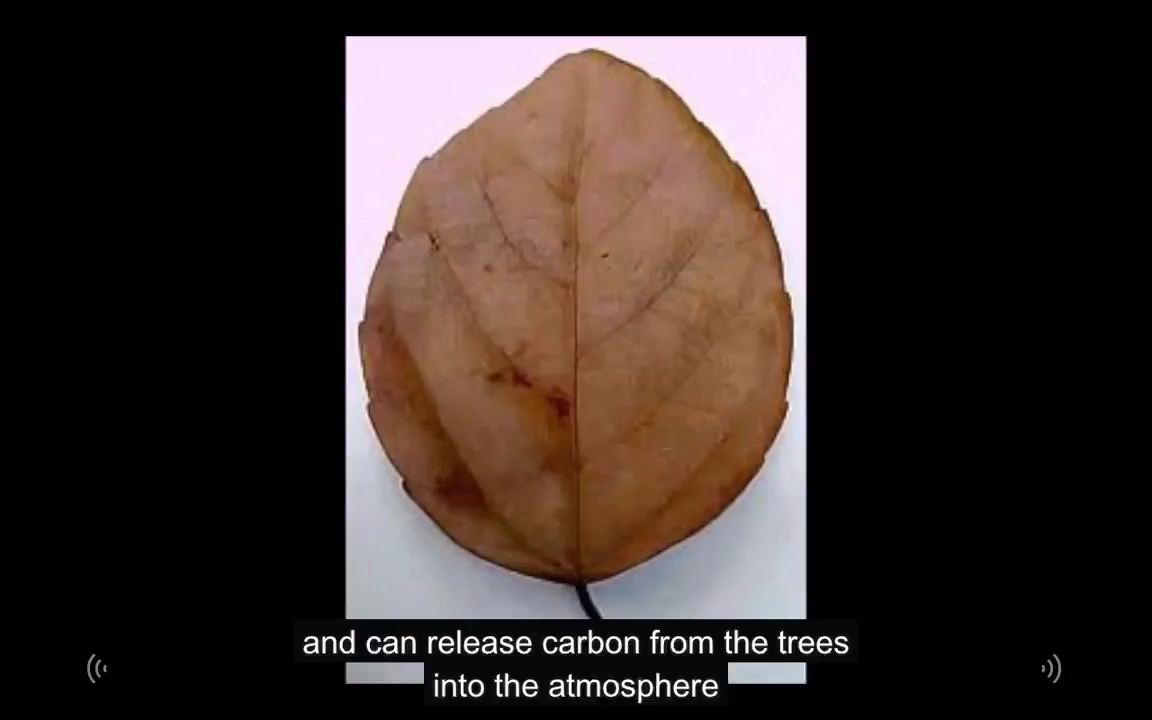 and can release carbon from the trees
into the atmosphere